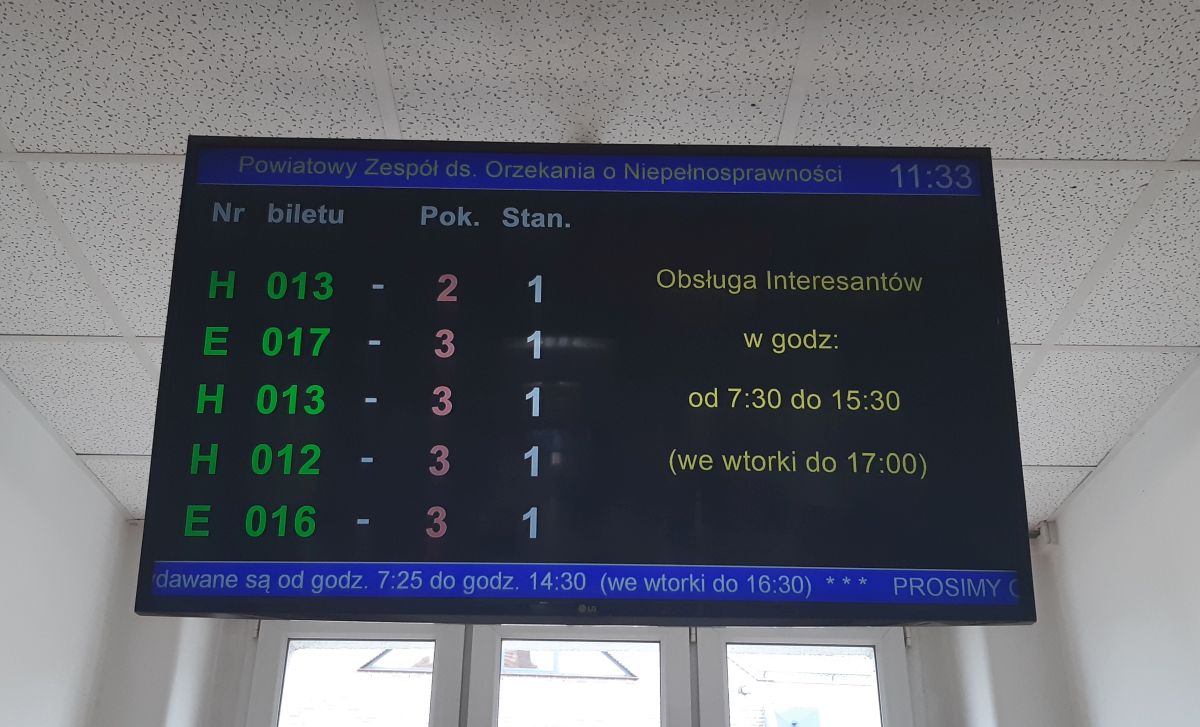 Powiatowy Zespół ds. Orzekania o Niepełnosprawności 11:33
Nr biletu Pok. Stan.
H 013 - 2 1
E 017 - 3 1
H 013 - 3 1
H 012 - 3 1
E 016 - 3 1
Obsługa Interesantów
w godz:
od 7:30 do 15:30
(we wtorki do 17:00)
dawane są od godz. 7:25 do godz. 14:30 (we wtorki do 16:30) * * * PROSIMY
LG